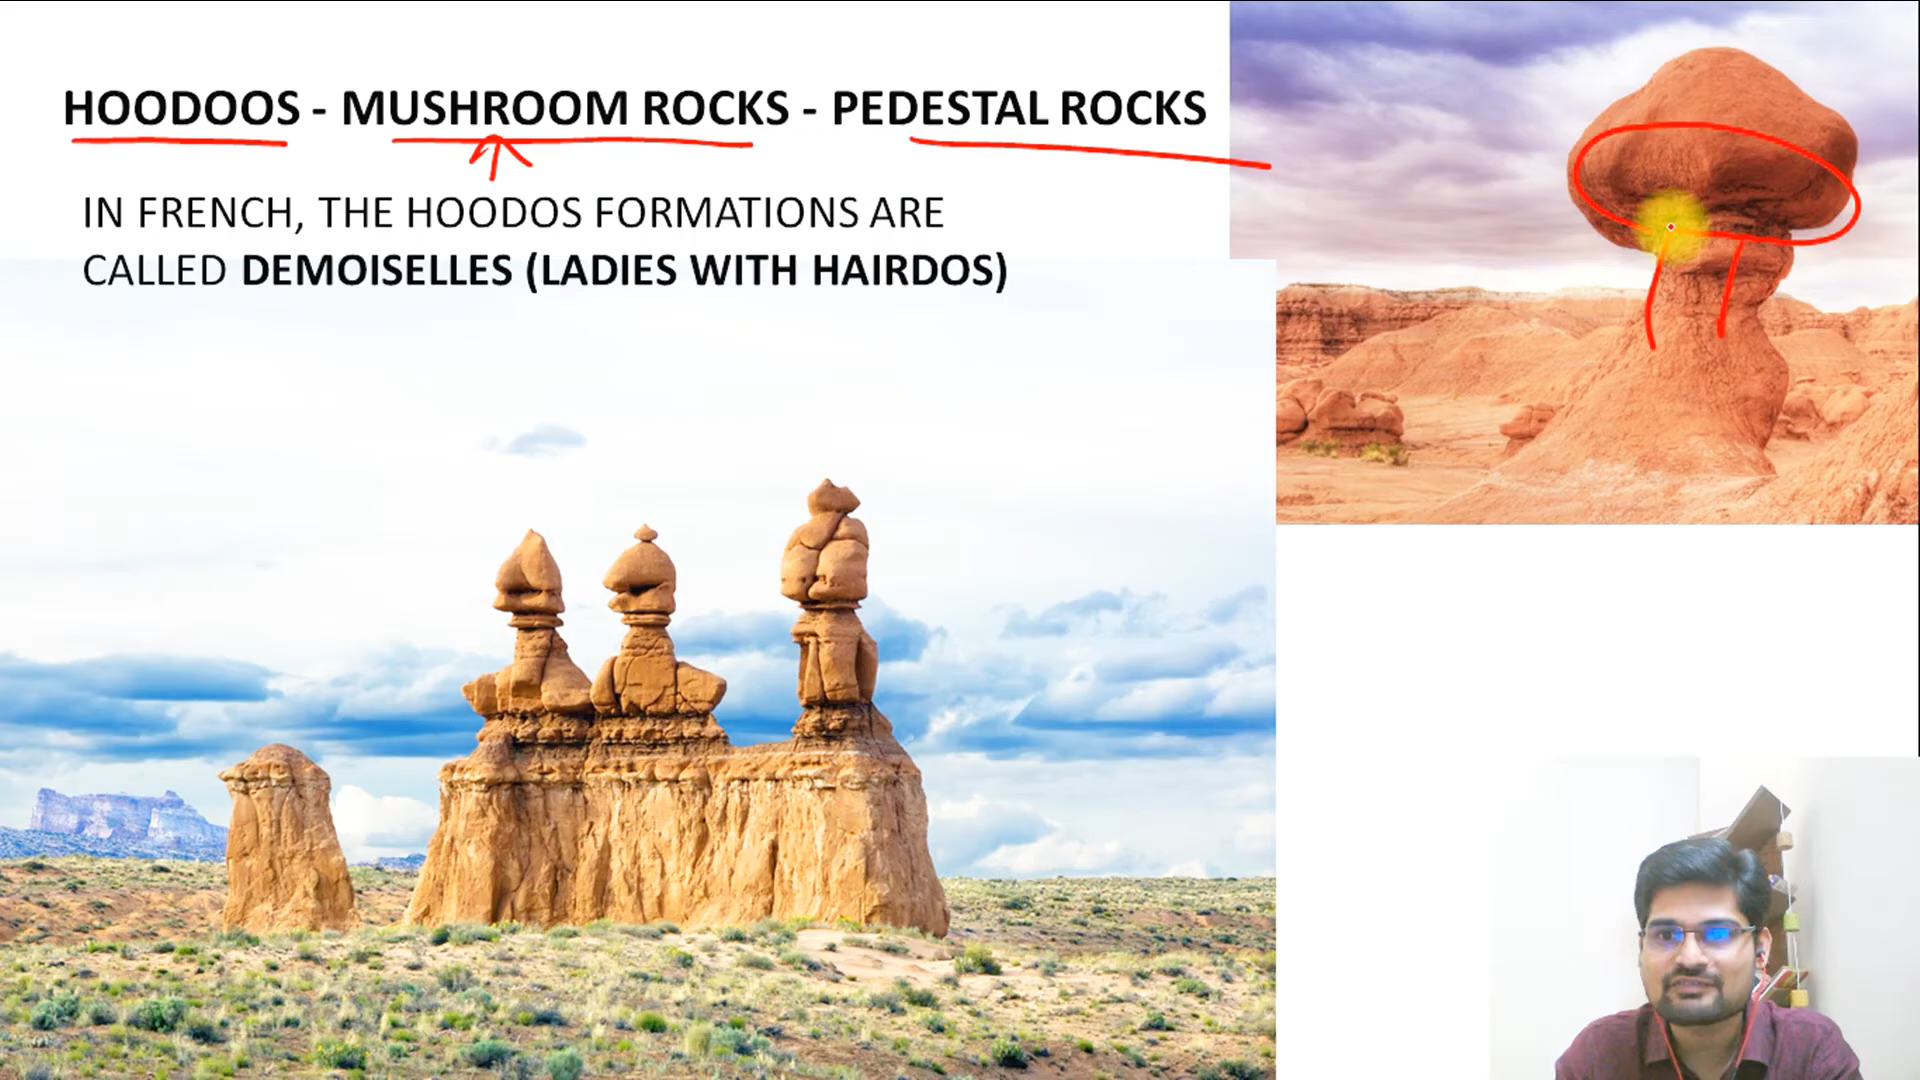 HOODOOS - MUSHROOM ROCKS - PEDESTAL ROCKS
IN FRENCH, THE HOODOS FORMATIONS ARE
CALLED DEMOISELLES (LADIES WITH HAIRDOS)